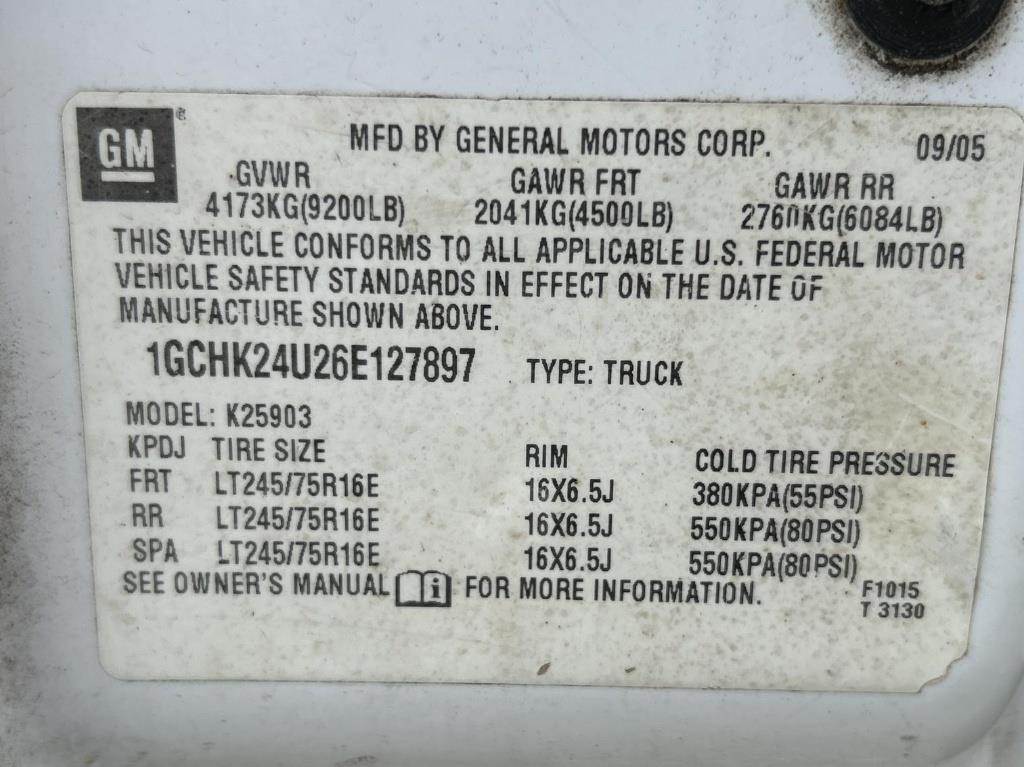 GM ®
MFD BY GENERAL MOTORS CORP. 09/05
GVWR GAWR FRT GAWR RR
4173KG(9200LB) 2041KG(4500LB) 2760KG(6084LB)
THIS VEHICLE CONFORMS TO ALL APPLICABLE U.S. FEDERAL MOTOR
VEHICLE SAFETY STANDARDS IN EFFECT ON THE DATE OF
MANUFACTURE SHOWN ABOVE.
1GCHK24U26E127897 TYPE: TRUCK
MODEL: K25903
KPDJ TIRE SIZE RIM COLD TIRE PRESSURE
FRT LT245/75R16E 16X6.5J 380KPA(55PSI)
RR LT245/75R16E 16X6.5J 550KPA(80PSI)
SPA LT245/75R16E 16X6.5J 550KPA(80PSI)
SEE OWNER'S MANUAL i FOR MORE INFORMATION.
F1015
T 3130